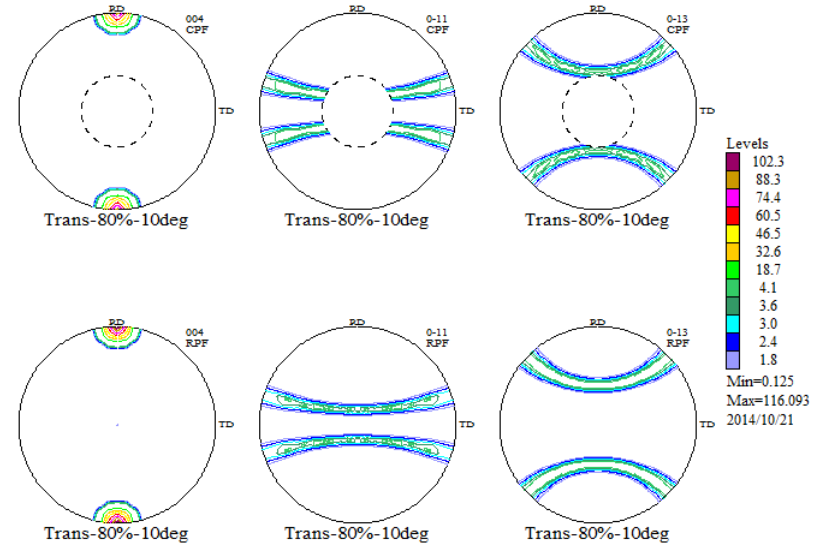 RD
004
CPF
TD
Trans-80%-10deg
RD
0-11
CPF
TD
Trans-80%-10deg
RD
0-13
CPF
TD
Trans-80%-10deg
Levels
102.3
88.3
74.4
60.5
46.5
32.6
18.7
4.1
3.6
3.0
2.4
1.8
Min=0.125
Max=116.093
2014/10/21
RD
004
RPF
TD
Trans-80%-10deg
RD
0-11
RPF
TD
Trans-80%-10deg
RD
0-13
RPF
TD
Trans-80%-10deg